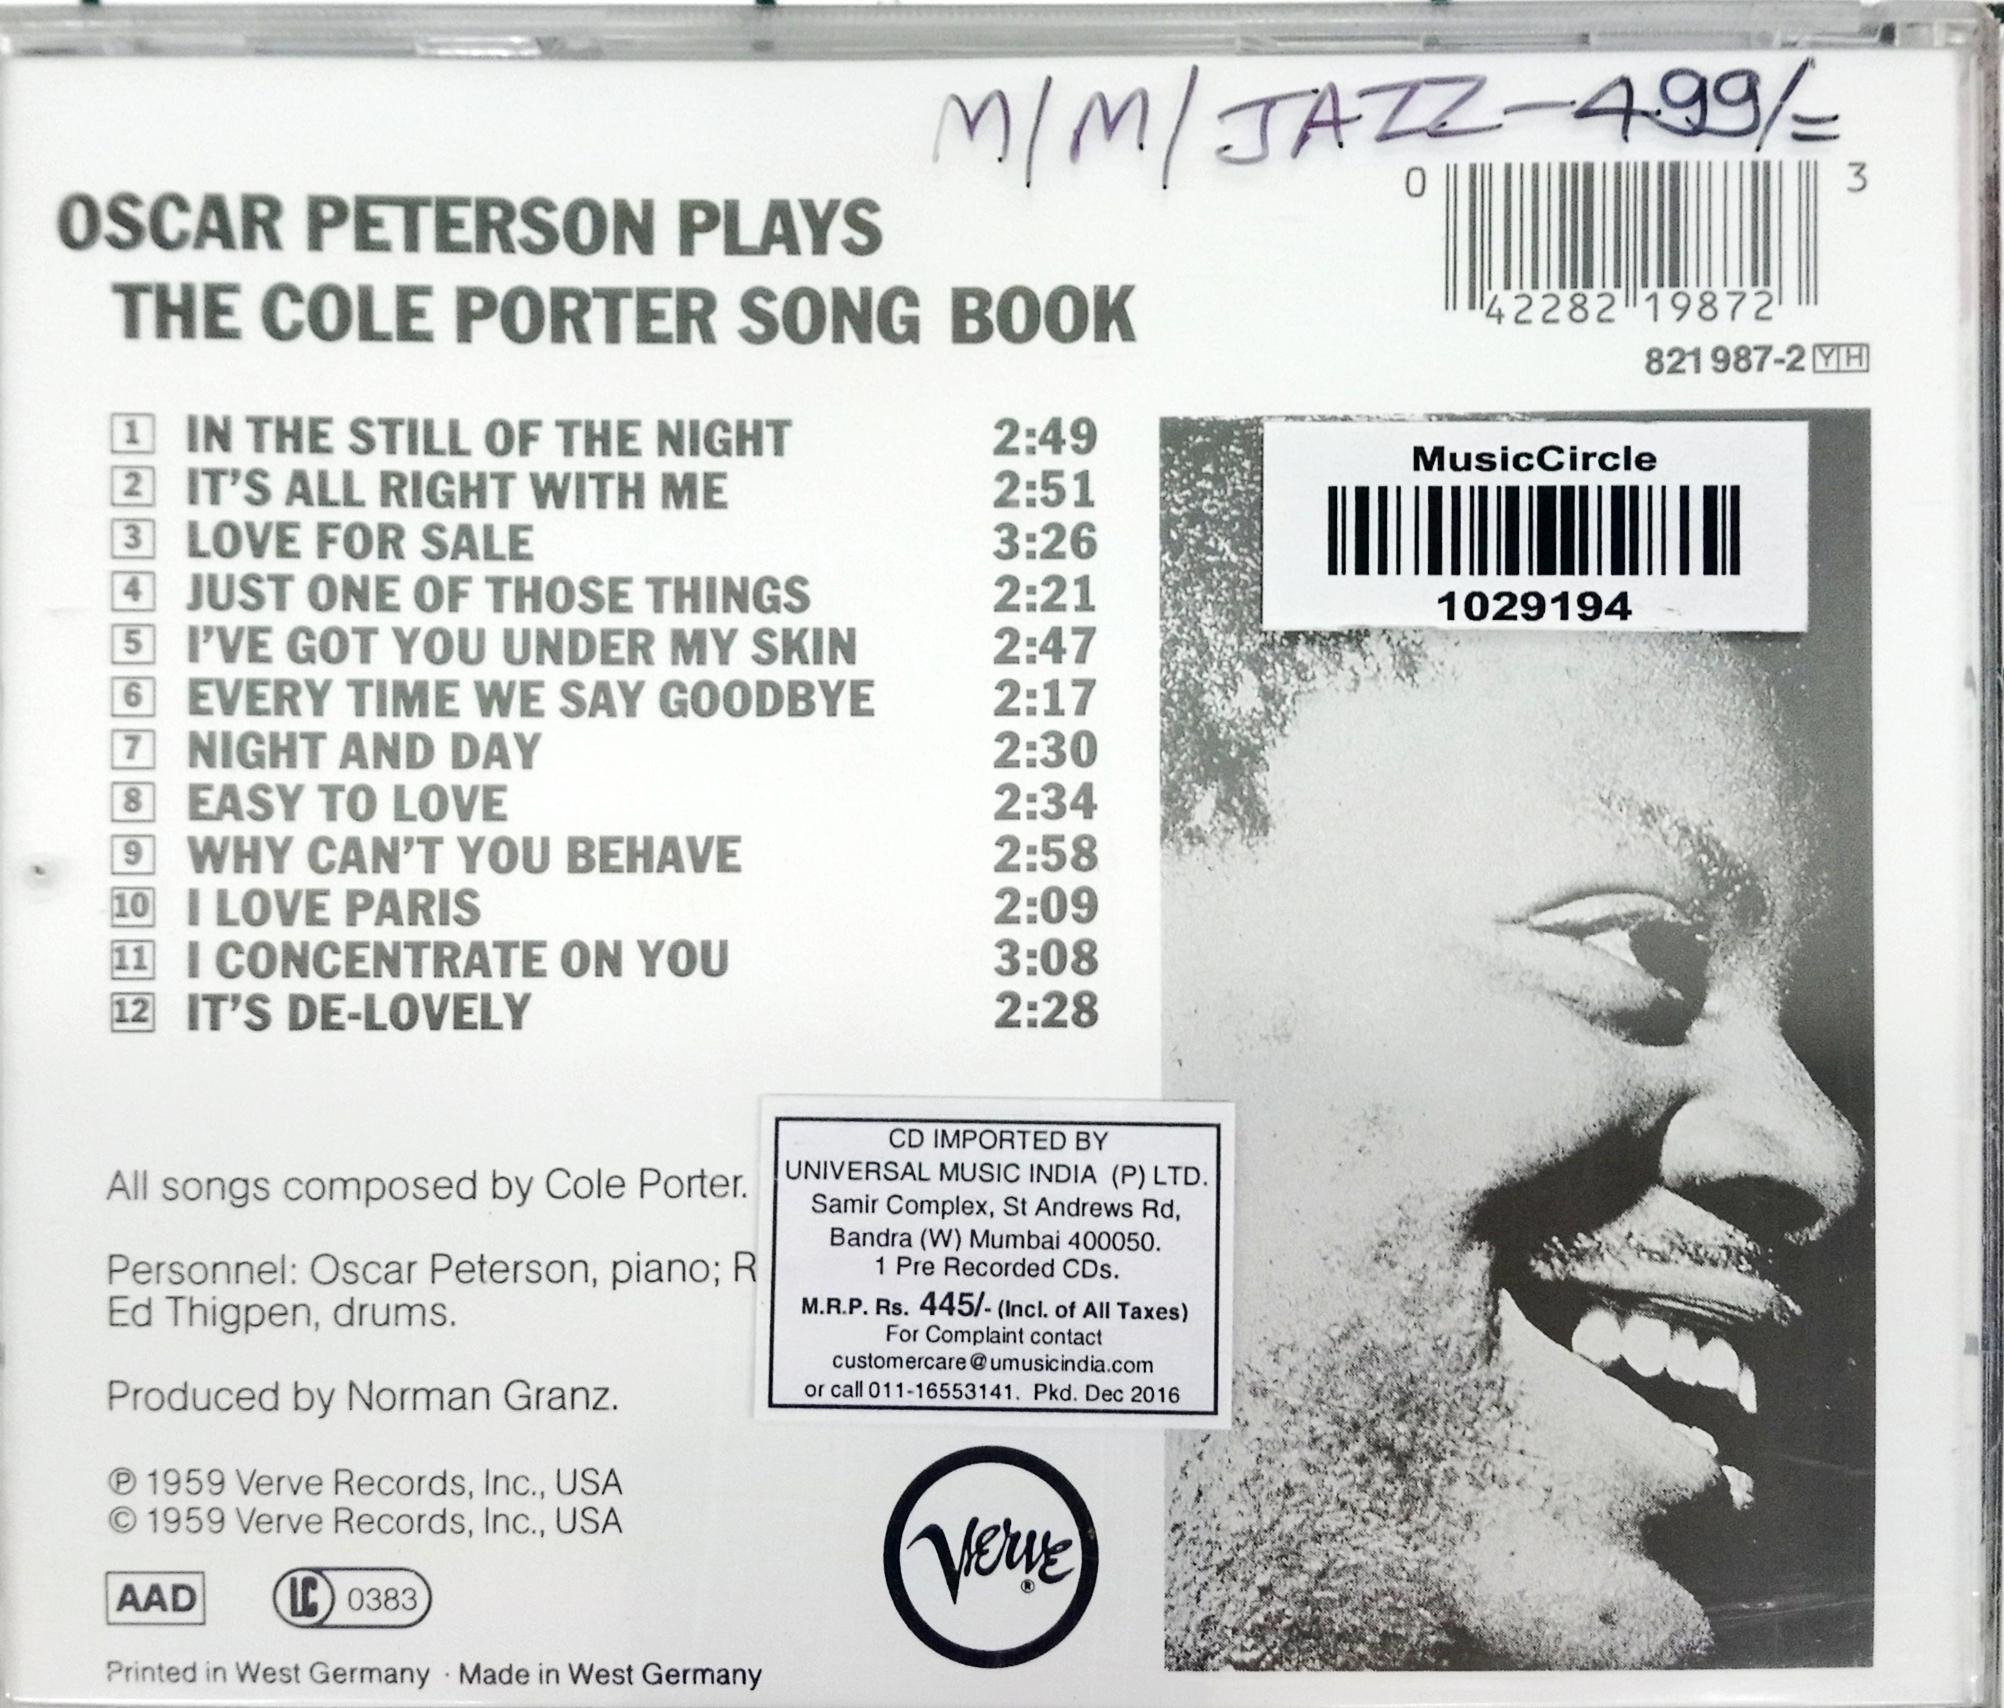 M/M/JAZZ-499/=
0 42282 19872 3
821 987-2 YH
OSCAR PETERSON PLAYS
THE COLE PORTER SONG BOOK
1 IN THE STILL OF THE NIGHT 2:49
2 IT'S ALL RIGHT WITH ME 2:51
3 LOVE FOR SALE 3:26
4 JUST ONE OF THOSE THINGS 2:21
5 I'VE GOT YOU UNDER MY SKIN 2:47
6 EVERY TIME WE SAY GOODBYE 2:17
7 NIGHT AND DAY 2:30
8 EASY TO LOVE 2:34
9 WHY CAN'T YOU BEHAVE 2:58
10 I LOVE PARIS 2:09
11 I CONCENTRATE ON YOU 3:08
12 IT'S DE-LOVELY 2:28
MusicCircle
1029194
All songs composed by Cole Porter.
Personnel: Oscar Peterson, piano; R
Ed Thigpen, drums.
Produced by Norman Granz.
℗ 1959 Verve Records, Inc., USA
© 1959 Verve Records, Inc., USA
AAD LC 0383
Printed in West Germany · Made in West Germany
CD IMPORTED BY
UNIVERSAL MUSIC INDIA (P) LTD.
Samir Complex, St Andrews Rd,
Bandra (W) Mumbai 400050.
1 Pre Recorded CDs.
M.R.P. Rs. 445/- (Incl. of All Taxes)
For Complaint contact
customercare@umusicindia.com
or call 011-16553141. Pkd. Dec 2016
Verve ®